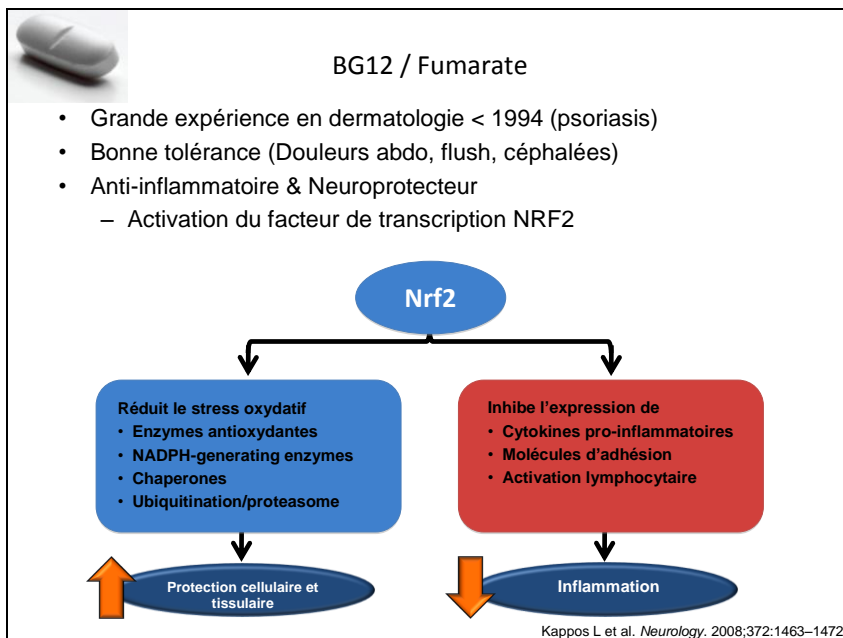 BG12 / Fumarate
• Grande expérience en dermatologie < 1994 (psoriasis)
• Bonne tolérance (Douleurs abdo, flush, céphalées)
• Anti-inflammatoire & Neuroprotecteur
– Activation du facteur de transcription NRF2
Nrf2
Réduit le stress oxydatif
• Enzymes antioxydantes
• NADPH-generating enzymes
• Chaperones
• Ubiquitination/proteasome
Inhibe l’expression de
• Cytokines pro-inflammatoires
• Molécules d’adhésion
• Activation lymphocytaire
Protection cellulaire et
tissulaire
Inflammation
Kappos L et al. Neurology. 2008;372:1463–1472